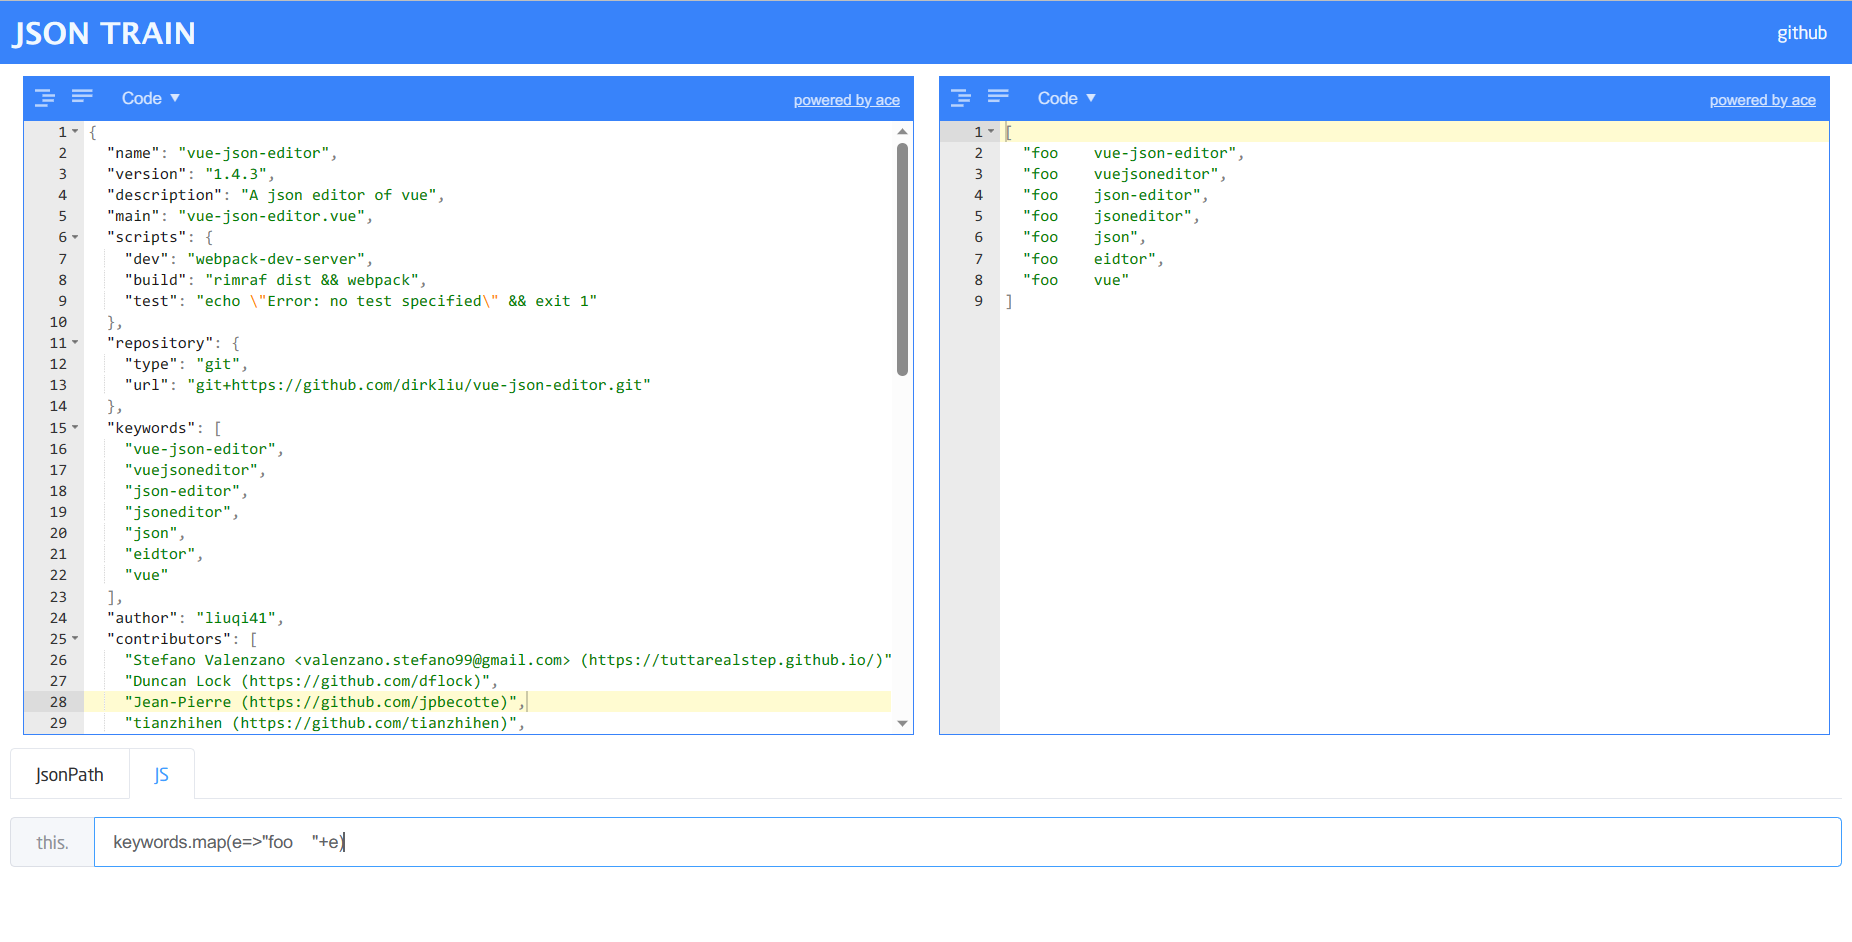 JSON TRAIN
github
Code ▼
powered by ace
1 {
2   "name": "vue-json-editor",
3   "version": "1.4.3",
4   "description": "A json editor of vue",
5   "main": "vue-json-editor.vue",
6   "scripts": {
7     "dev": "webpack-dev-server",
8     "build": "rimraf dist && webpack",
9     "test": "echo \"Error: no test specified\" && exit 1"
10   },
11   "repository": {
12     "type": "git",
13     "url": "git+https://github.com/dirkliu/vue-json-editor.git"
14   },
15   "keywords": [
16     "vue-json-editor",
17     "vuejsoneditor",
18     "json-editor",
19     "jsoneditor",
20     "json",
21     "eidtor",
22     "vue"
23   ],
24   "author": "liuqi41",
25   "contributors": [
26     "Stefano Valenzano <valenzano.stefano99@gmail.com> (https://tuttarealstep.github.io/)"
27     "Duncan Lock (https://github.com/dflock)",
28     "Jean-Pierre (https://github.com/jpbecotte)",
29     "tianzhihen (https://github.com/tianzhihen)",
Code ▼
powered by ace
1 [
2   "foo    vue-json-editor",
3   "foo    vuejsoneditor",
4   "foo    json-editor",
5   "foo    jsoneditor",
6   "foo    json",
7   "foo    eidtor",
8   "foo    vue"
9 ]
JsonPath
JS
this.
keywords.map(e=>"foo    "+e)